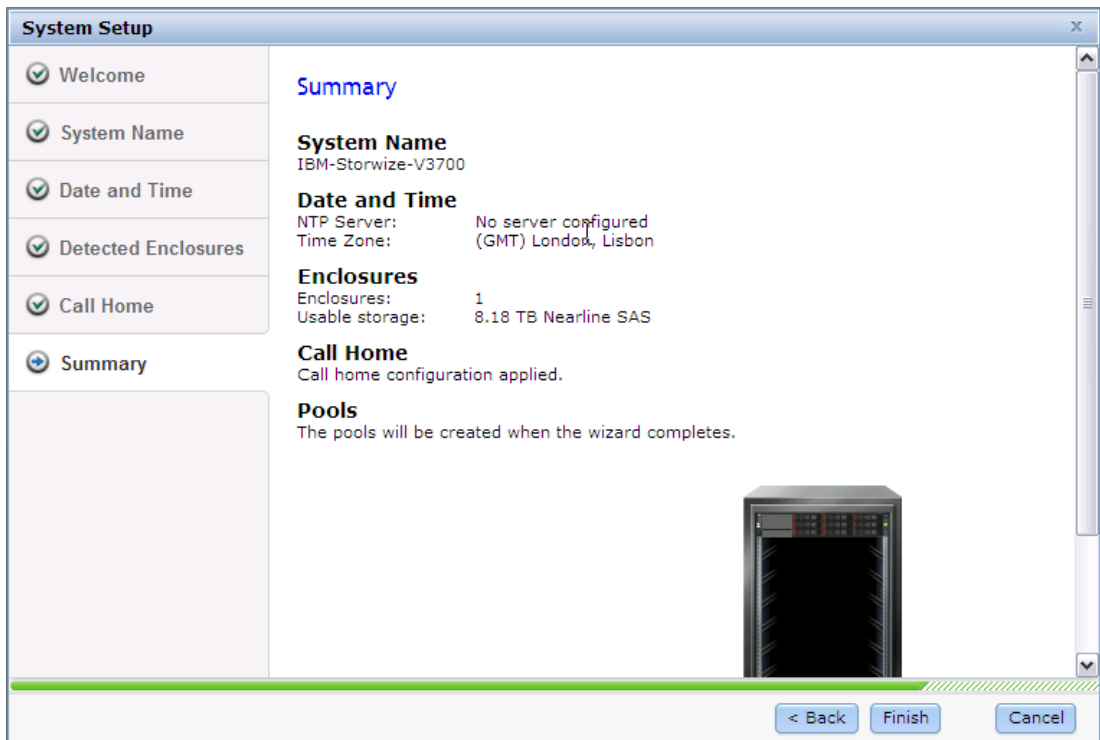 System Setup
x
Welcome
System Name
Date and Time
Detected Enclosures
Call Home
Summary
Summary
System Name
IBM-Storwize-V3700
Date and Time
NTP Server: No server configured
Time Zone: (GMT) London, Lisbon
Enclosures
Enclosures: 1
Usable storage: 8.18 TB Nearline SAS
Call Home
Call home configuration applied.
Pools
The pools will be created when the wizard completes.
< Back Finish Cancel